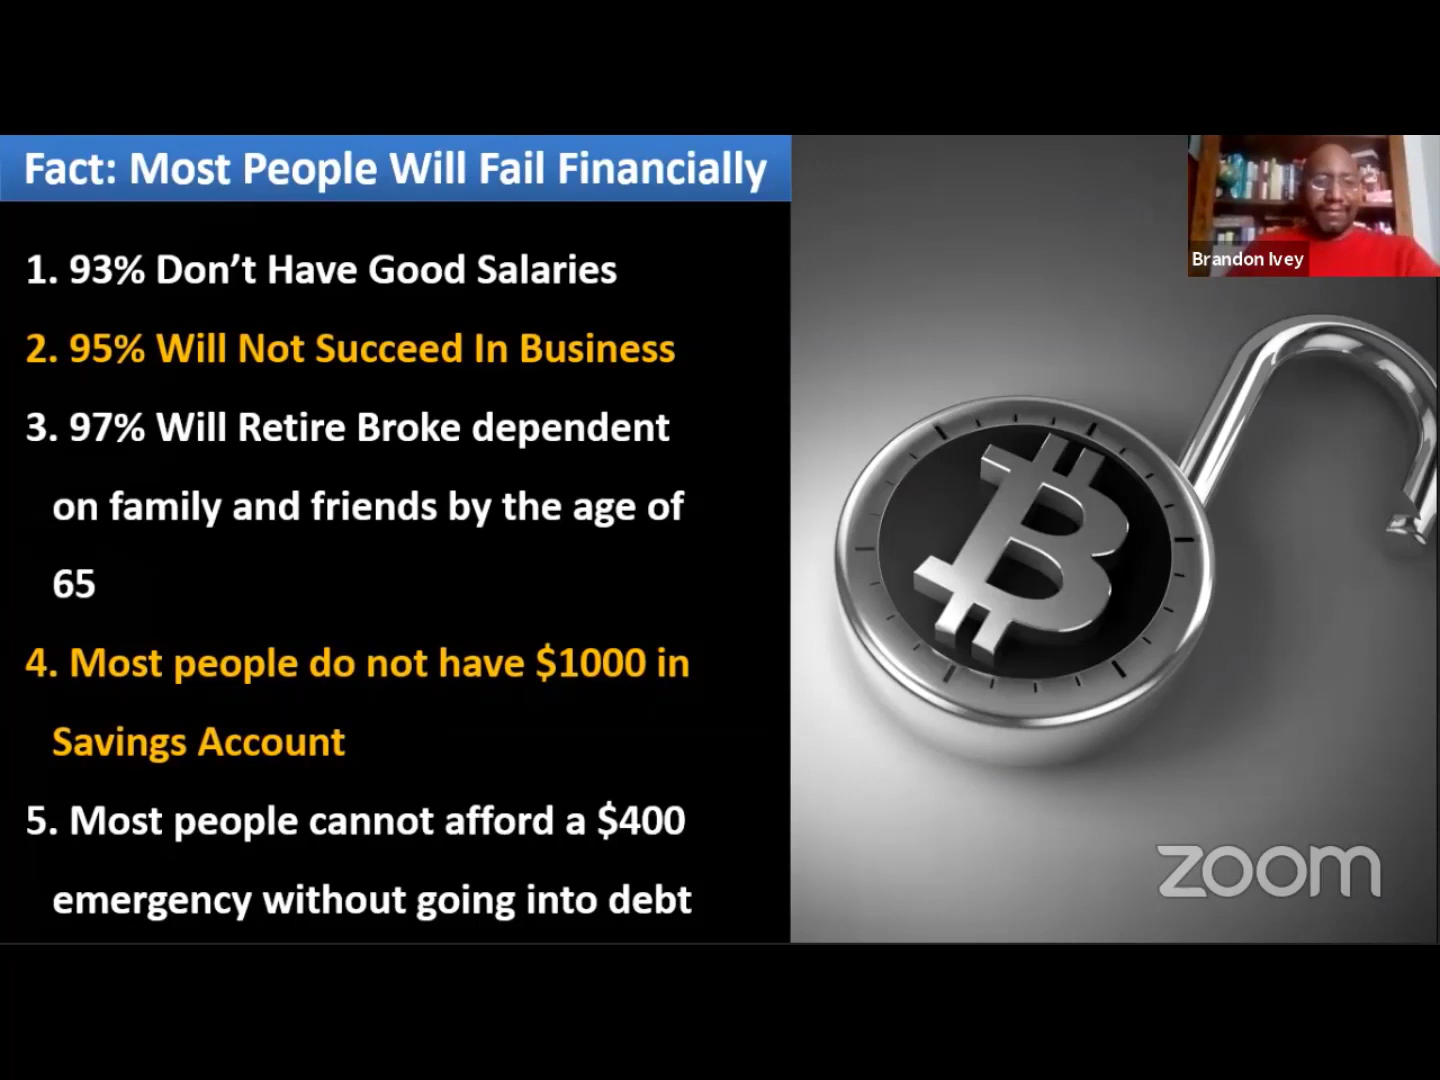 Fact: Most People Will Fail Financially
1. 93% Don't Have Good Salaries
2. 95% Will Not Succeed In Business
3. 97% Will Retire Broke dependent
on family and friends by the age of
65
4. Most people do not have $1000 in
Savings Account
5. Most people cannot afford a $400
emergency without going into debt
Brandon Ivey
zoom